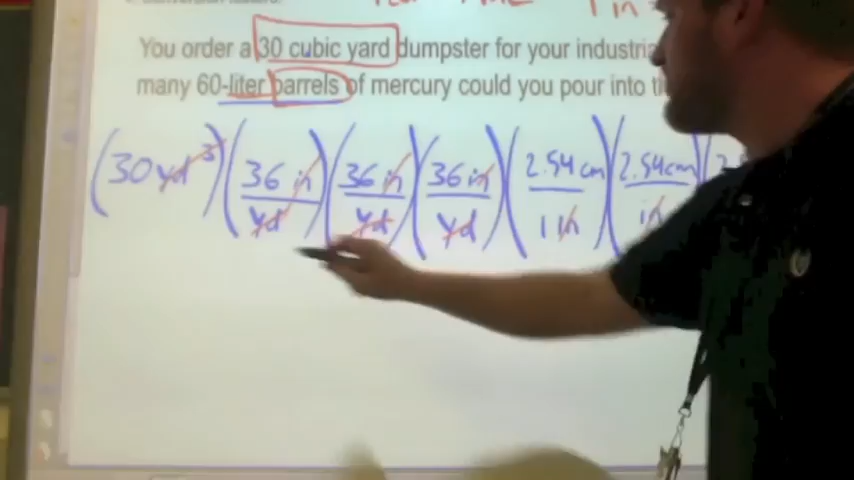 1 in
You order a 30 cubic yard dumpster for your
many 60-liter barrels of mercury could you pour into
(30 yd³) (36 in / yd) (36 in / yd) (36 in / yd) (2.54 cm / 1 in) (2.54 cm / in) (